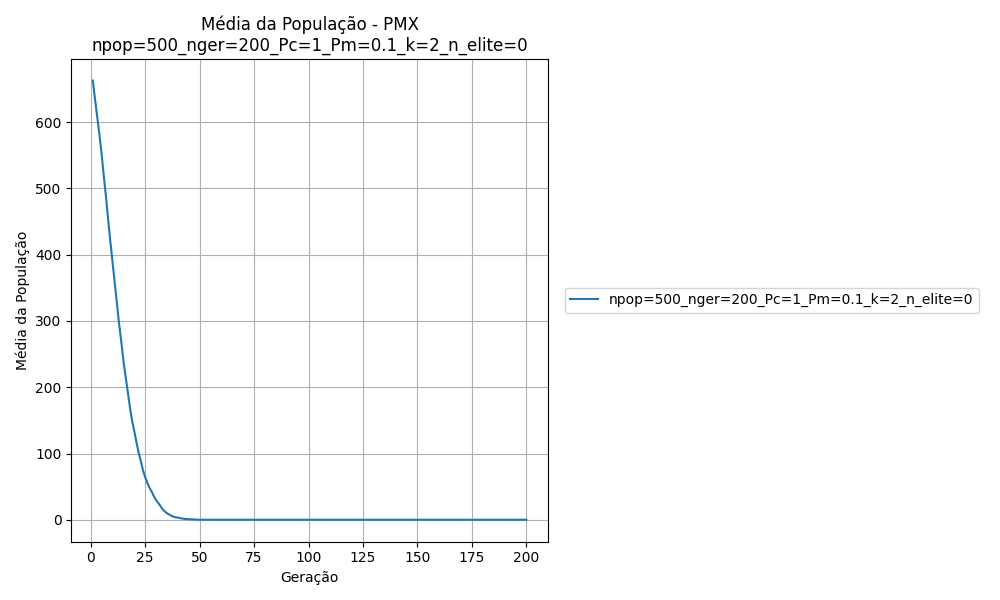 Média da População - PMX
npop=500_nger=200_Pc=1_Pm=0.1_k=2_n_elite=0
600
500
400
300
200
100
0
Média da População
0 25 50 75 100 125 150 175 200
Geração
npop=500_nger=200_Pc=1_Pm=0.1_k=2_n_elite=0